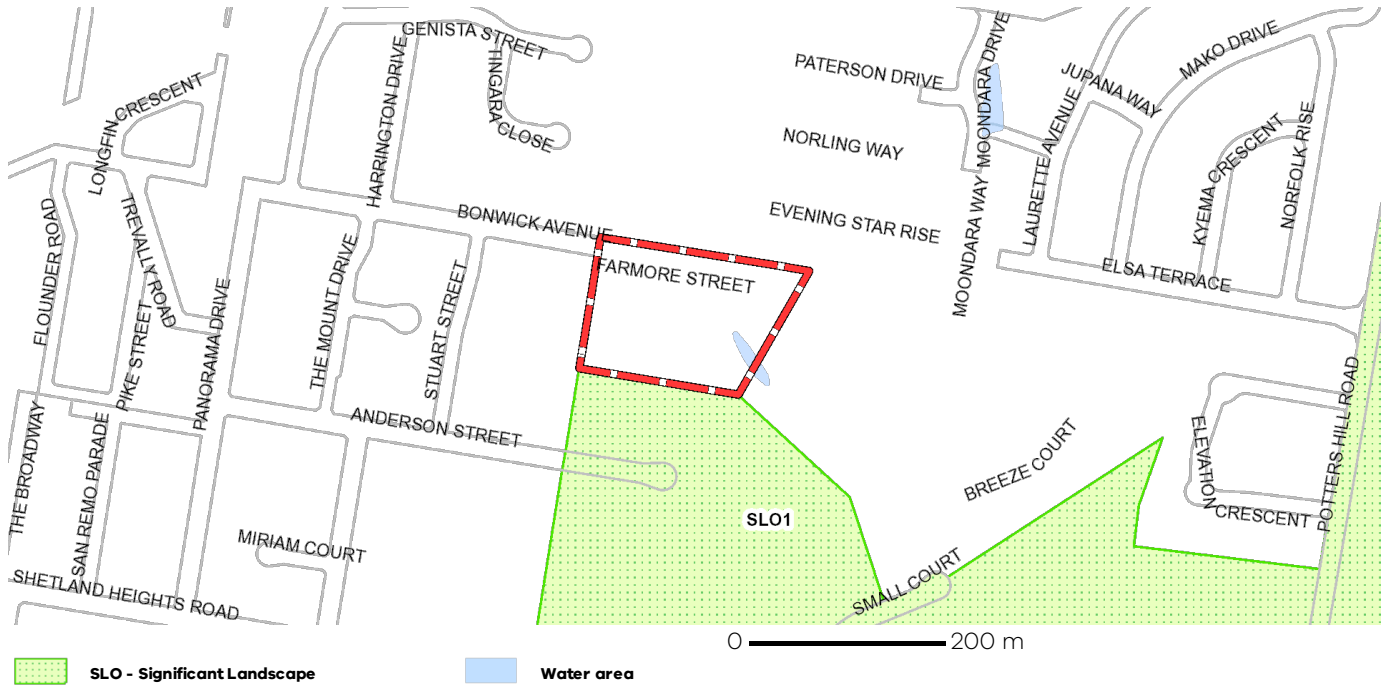 GENISTA STREET
HARRINGTON DRIVE
TINGARA CLOSE
PATERSON DRIVE
MOONDARA DRIVE
JUPANA WAY
MAKO DRIVE
LONGFIN CRESCENT
LAURETTE AVENUE
KYEMA CRESCENT
NORFOLK RISE
NORLING WAY
FLOUNDER ROAD
TREVALLY ROAD
BONWICK AVENUE
EVENING STAR RISE
MOONDARA WAY
FARMORE STREET
ELSA TERRACE
PIKE STREET
PANORAMA DRIVE
THE MOUNT DRIVE
STUART STREET
THE BROADWAY
SAN REMO PARADE
ANDERSON STREET
BREEZE COURT
ELEVATION CRESCENT
POTTERS HILL ROAD
SLO1
MIRIAM COURT
SMALL COURT
SHETLAND HEIGHTS ROAD
0 200 m
SLO - Significant Landscape
Water area